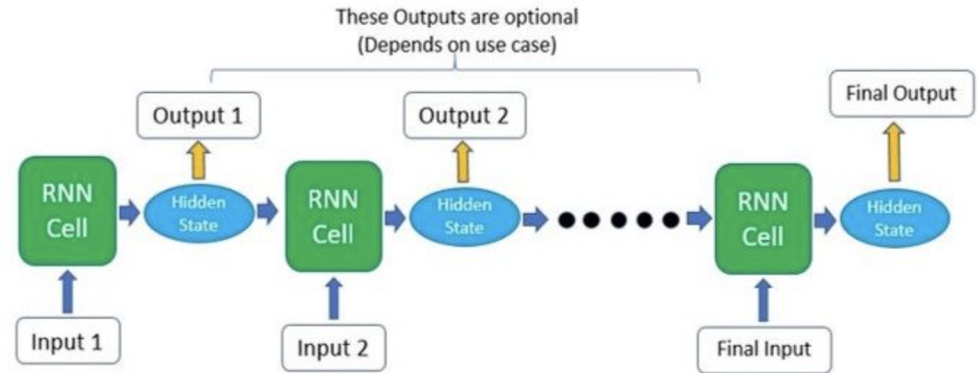 These Outputs are optional
(Depends on use case)
Output 1
Output 2
Final Output
RNN
Cell
Hidden
State
RNN
Cell
Hidden
State
RNN
Cell
Hidden
State
Input 1
Input 2
Final Input